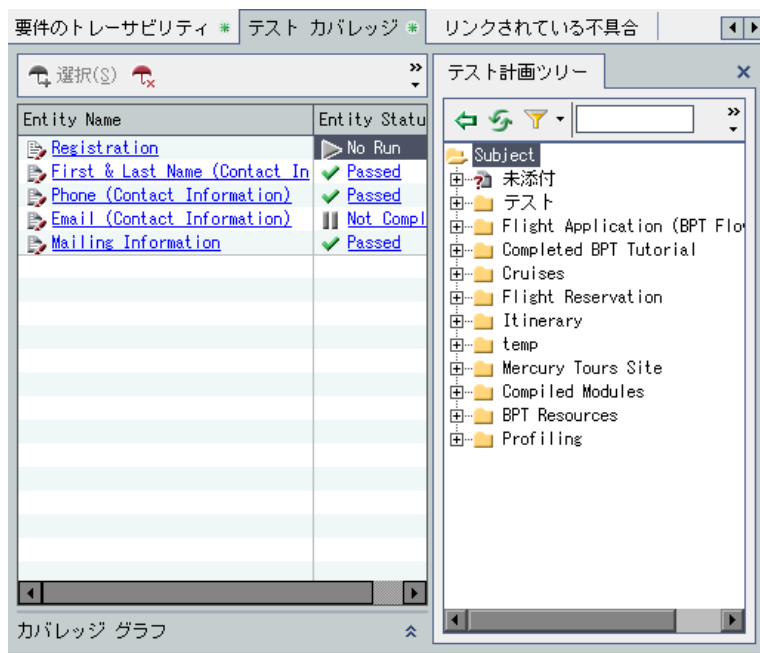 要件のトレーサビリティ * テスト カバレッジ * リンクされている不具合
選択(S)
Entity Name Entity Statu
Registration No Run
First & Last Name (Contact In Passed
Phone (Contact Information) Passed
Email (Contact Information) Not Compl
Mailing Information Passed
カバレッジ グラフ
テスト計画ツリー
Subject
未添付
テスト
Flight Application (BPT Flo
Completed BPT Tutorial
Cruises
Flight Reservation
Itinerary
temp
Mercury Tours Site
Compiled Modules
BPT Resources
Profiling